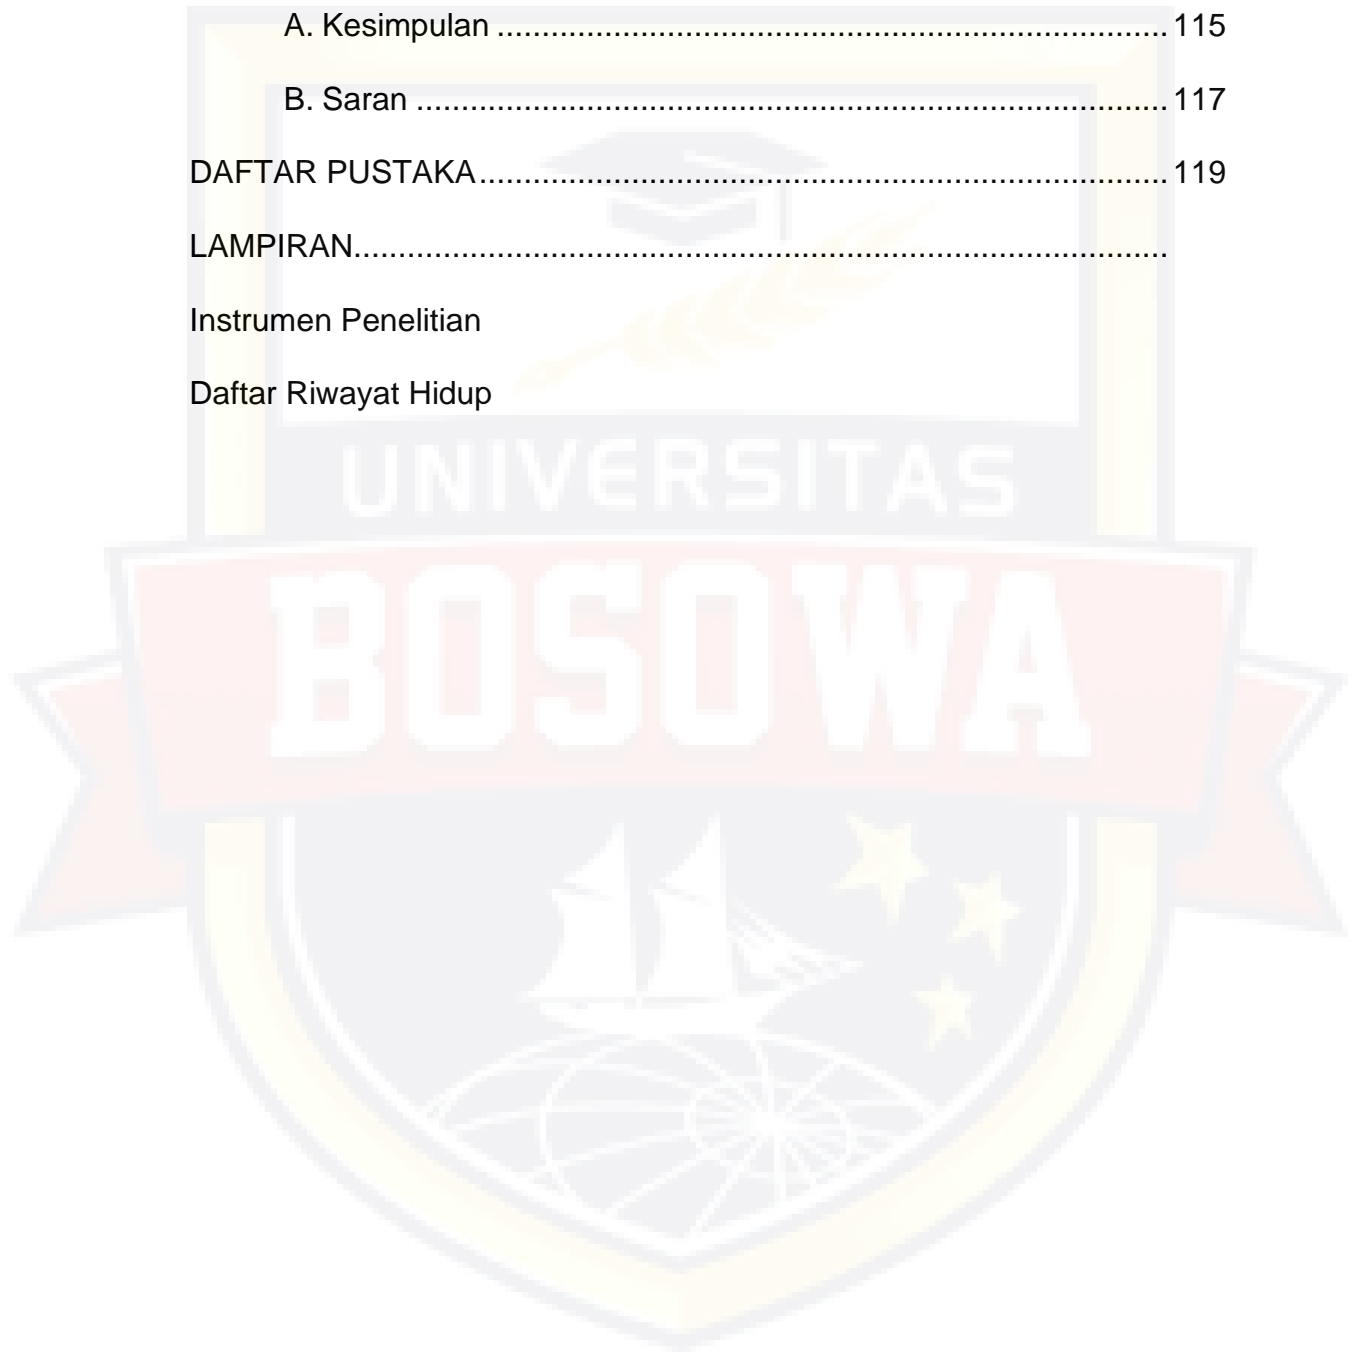 A. Kesimpulan ........................................................................... 115
B. Saran .................................................................................... 117
DAFTAR PUSTAKA ............................................................................. 119
LAMPIRAN...........................................................................................
Instrumen Penelitian
Daftar Riwayat Hidup
UNIVERSITAS
BOSOWA